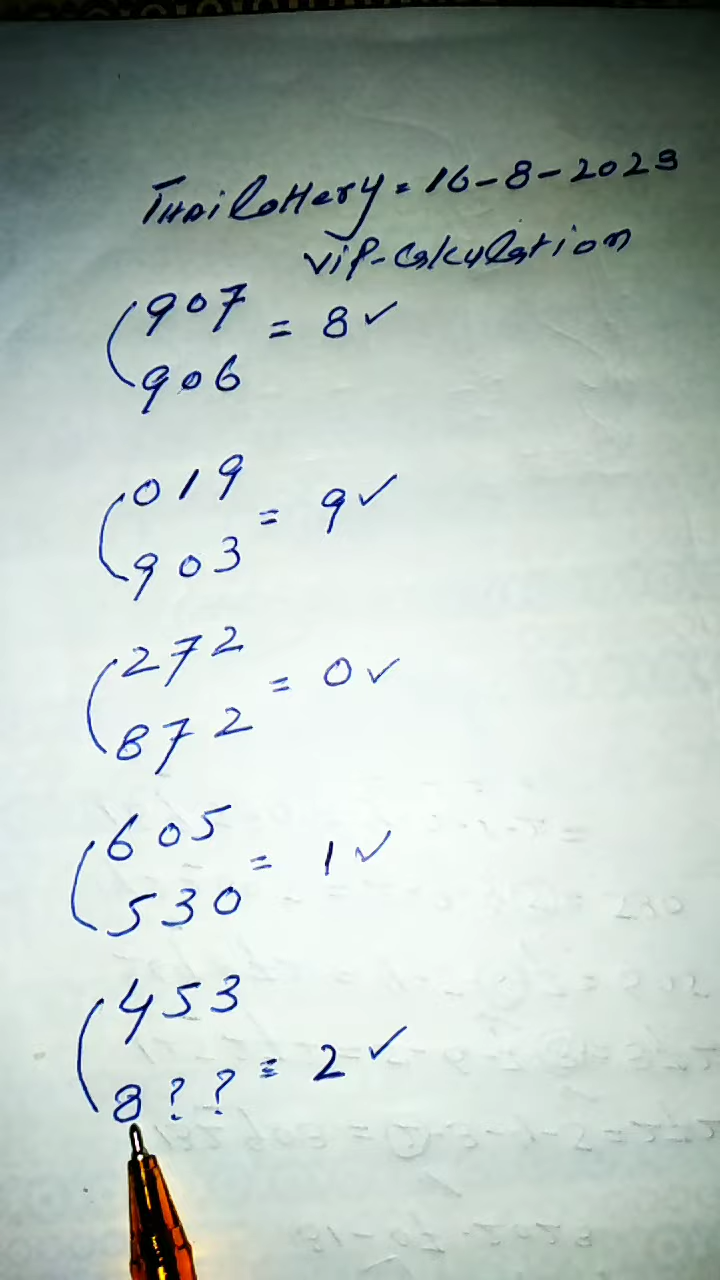 Thai Lottery = 16-8-2023
ViP-Calculation
907
= 8 ✓
906
019
= 9 ✓
903
272
= 0 ✓
872
605
= 1 ✓
530
453
8 ? ? = 2 ✓